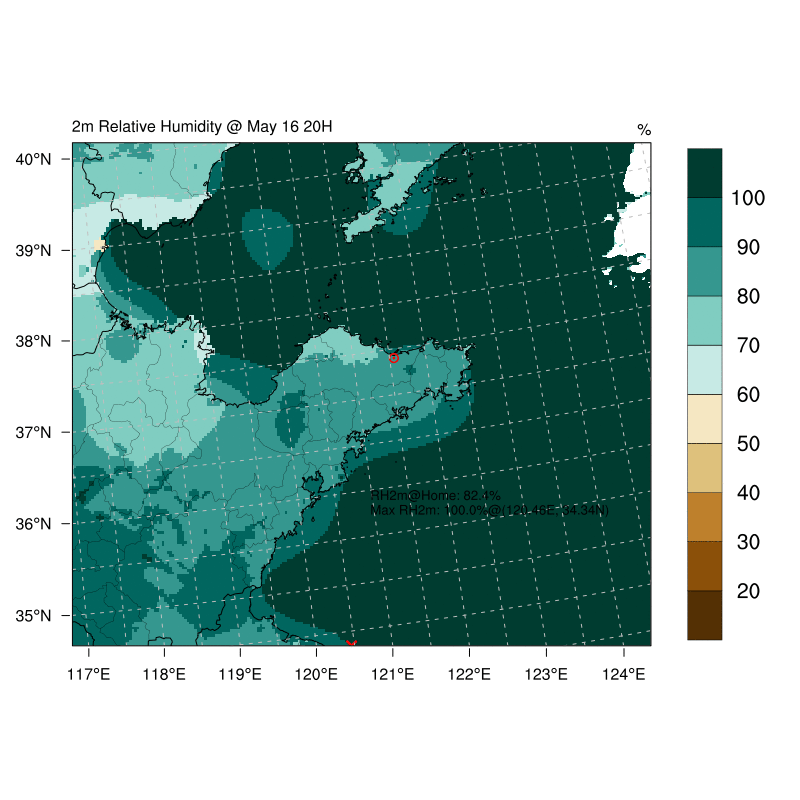 2m Relative Humidity @ May 16 20H
%
40°N
39°N
38°N
37°N
36°N
35°N
117°E 118°E 119°E 120°E 121°E 122°E 123°E 124°E
100
90
80
70
60
50
40
30
20
RH2m@Home: 82.4%
Max RH2m: 100.0%@(120.46E, 34.34N)